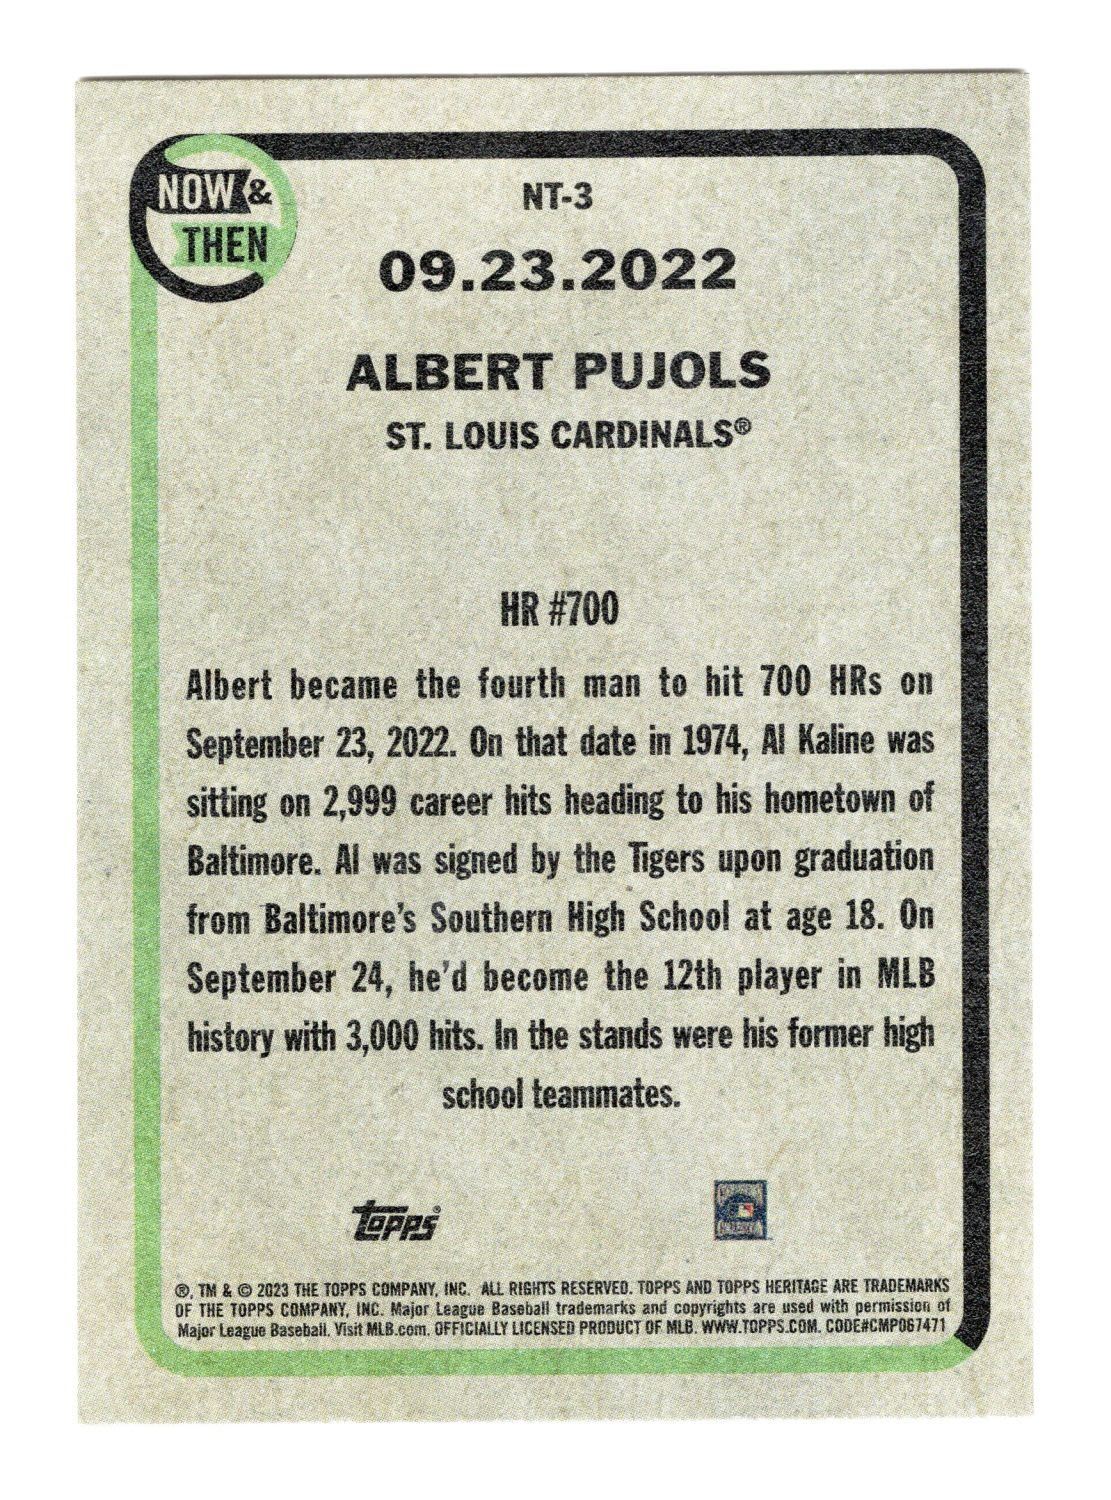 NOW &
THEN
NT-3
09.23.2022
ALBERT PUJOLS
ST. LOUIS CARDINALS®
HR #700
Albert became the fourth man to hit 700 HRs on
September 23, 2022. On that date in 1974, Al Kaline was
sitting on 2,999 career hits heading to his hometown of
Baltimore. Al was signed by the Tigers upon graduation
from Baltimore's Southern High School at age 18. On
September 24, he'd become the 12th player in MLB
history with 3,000 hits. In the stands were his former high
school teammates.
Topps®
®, TM & © 2023 THE TOPPS COMPANY, INC. ALL RIGHTS RESERVED. TOPPS AND TOPPS HERITAGE ARE TRADEMARKS
OF THE TOPPS COMPANY, INC. Major League Baseball trademarks and copyrights are used with permission of
Major League Baseball. Visit MLB.com. OFFICIALLY LICENSED PRODUCT OF MLB. WWW.TOPPS.COM. CODE#CMP067471